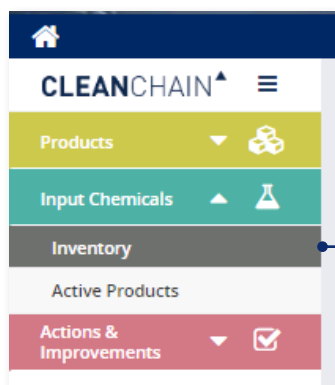 CLEANCHAIN
Products
Input Chemicals
Inventory
Active Products
Actions &
Improvements